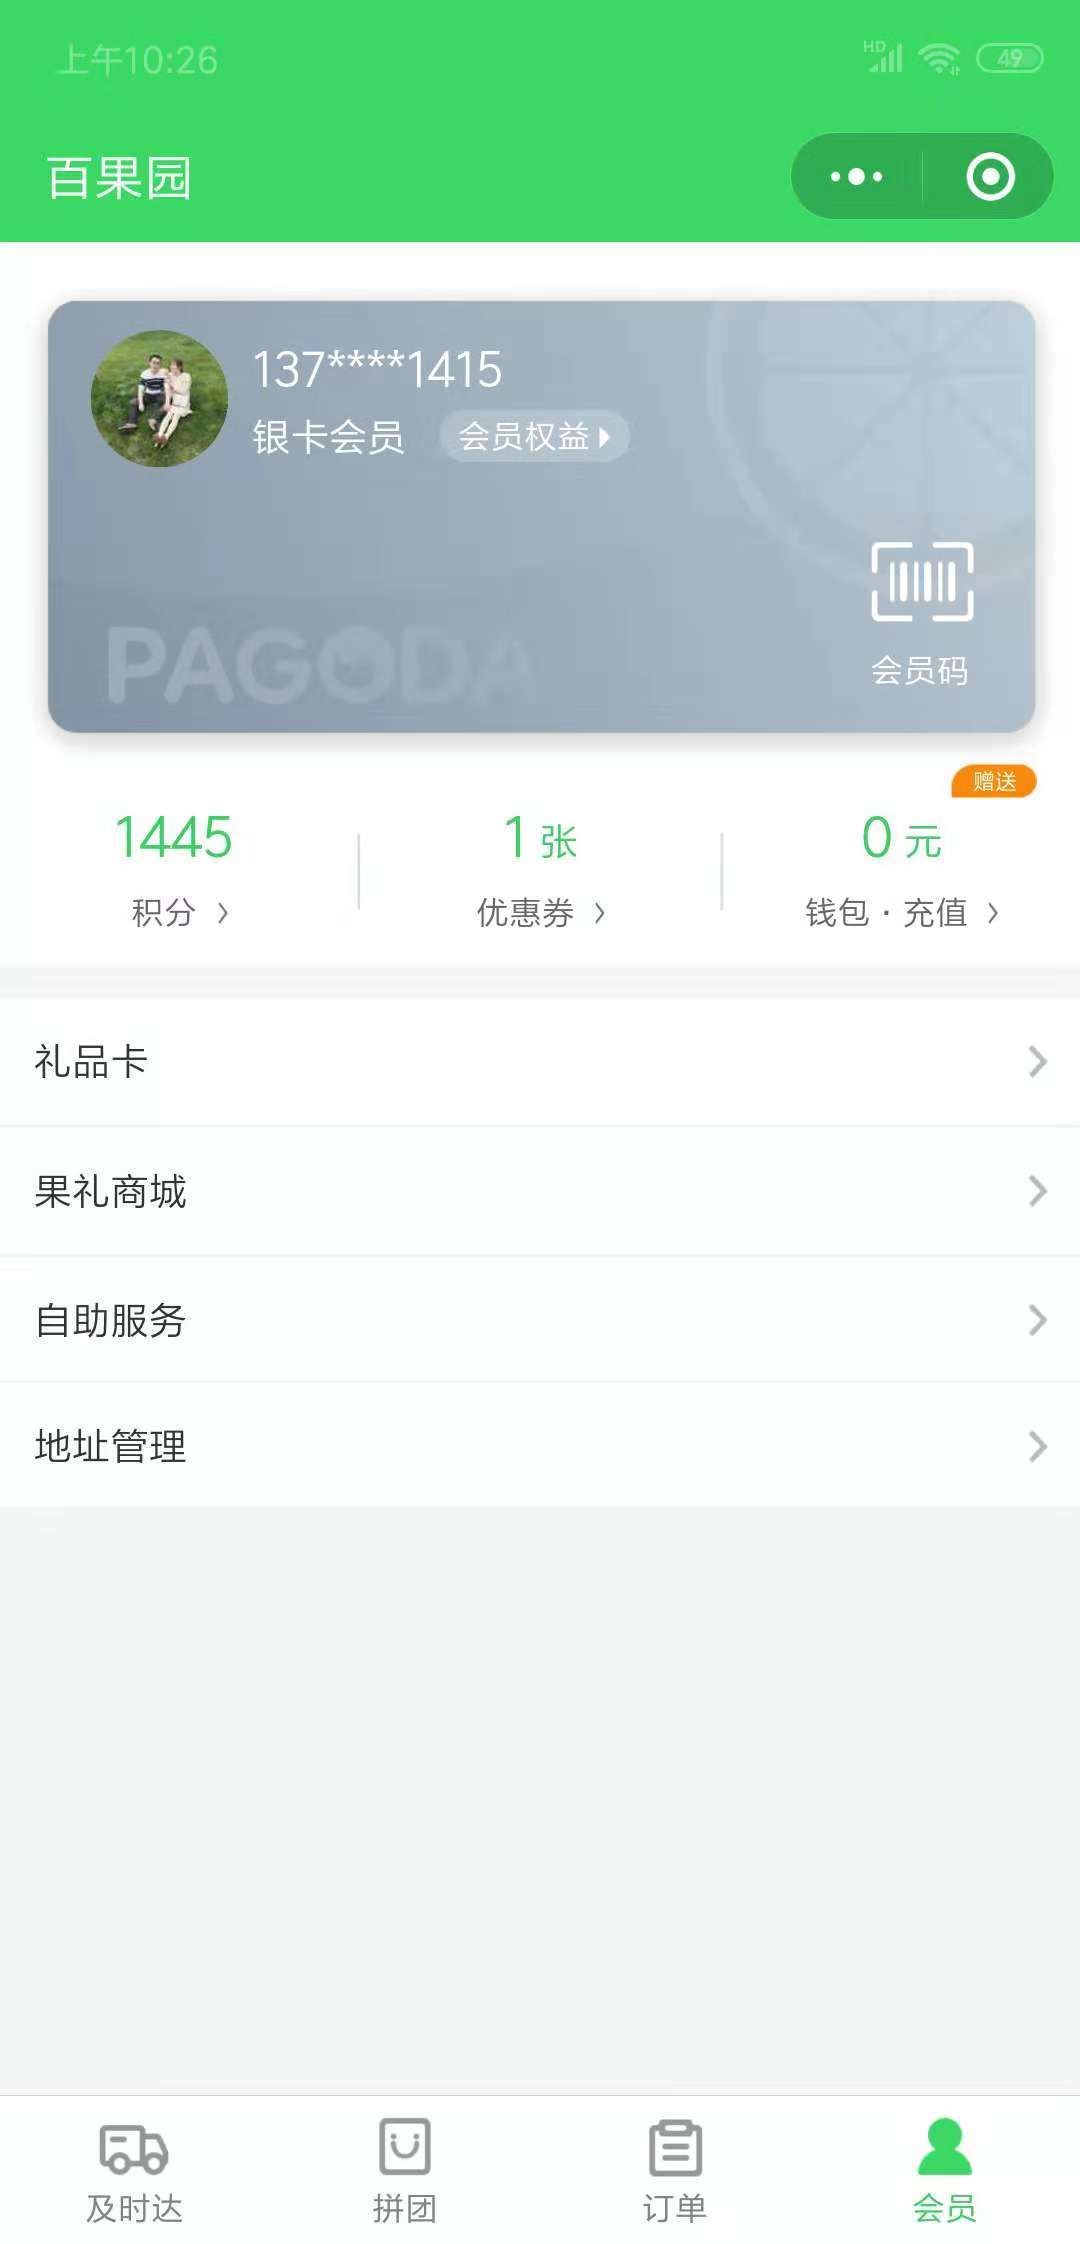 上午10:26
HD
49
百果园
137****1415
银卡会员 会员权益
会员码
PAGODA
赠送
1445 1 张 0 元
积分 优惠券 钱包 · 充值
礼品卡
果礼商城
自助服务
地址管理
及时达 拼团 订单 会员